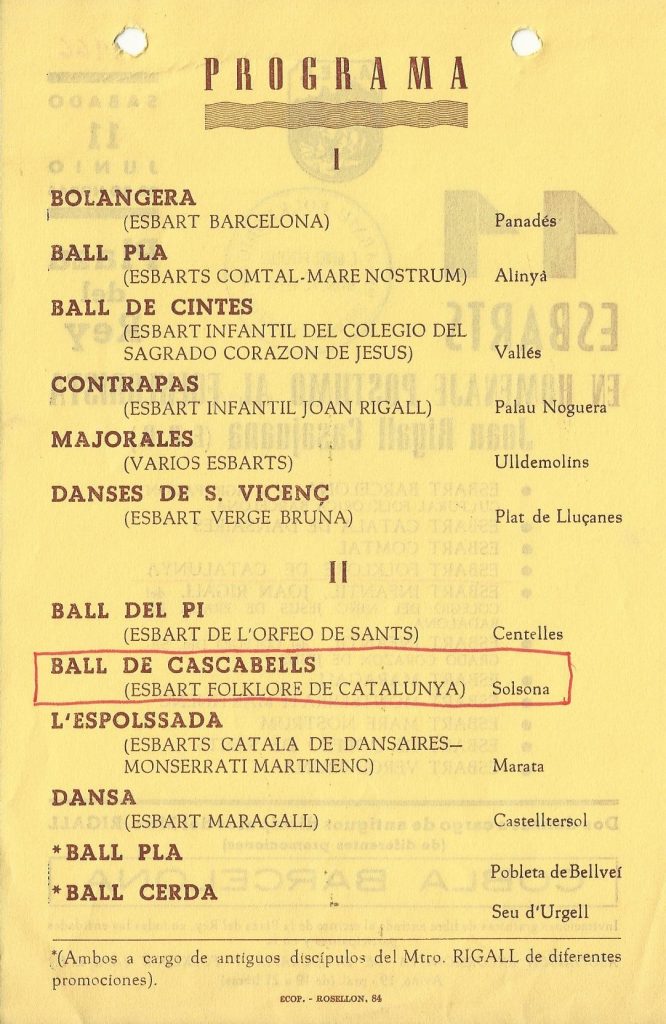 PROGRAMA
I
BOLANGERA
(ESBART BARCELONA) Panadés
BALL PLA
(ESBARTS COMTAL-MARE NOSTRUM) Alinyà
BALL DE CINTES
(ESBART INFANTIL DEL COLEGIO DEL
SAGRADO CORAZON DE JESUS) Vallés
CONTRAPAS
(ESBART INFANTIL JOAN RIGALL) Palau Noguera
MAJORALES
(VARIOS ESBARTS) Ulldemolins
DANSES DE S. VICENÇ
(ESBART VERGE BRUNA) Plat de Lluçanes
II
BALL DEL PI
(ESBART DE L'ORFEO DE SANTS) Centelles
BALL DE CASCABELLS
(ESBART FOLKLORE DE CATALUNYA) Solsona
L'ESPOLSSADA
(ESBARTS CATALA DE DANSAIRES—
MONSERRATI MARTINENC) Marata
DANSA
(ESBART MARAGALL) Castelltersol
*BALL PLA
Pobleta de Bellveí
*BALL CERDA
Seu d'Urgell
*(Ambos a cargo de antiguos discípulos del Mtro. RIGALL de diferentes
promociones).
ECOP. - ROSELLON, 84